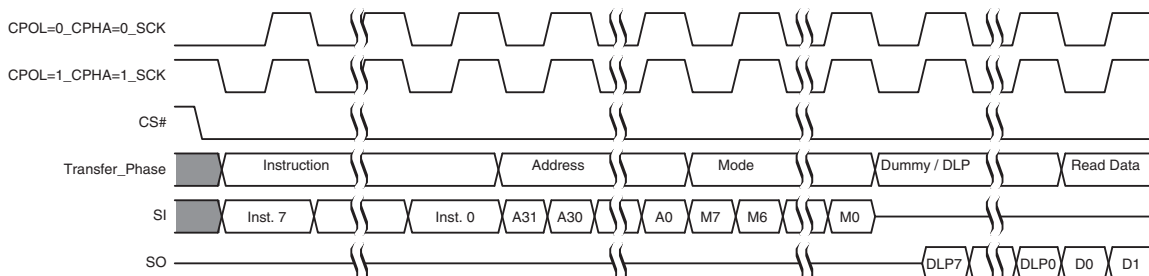 CPOL=0_CPHA=0_SCK
CPOL=1_CPHA=1_SCK
CS#
Transfer_Phase Instruction Address Mode Dummy / DLP Read Data
SI Inst. 7 Inst. 0 A31 A30 A0 M7 M6 M0
SO DLP7 DLP0 D0 D1